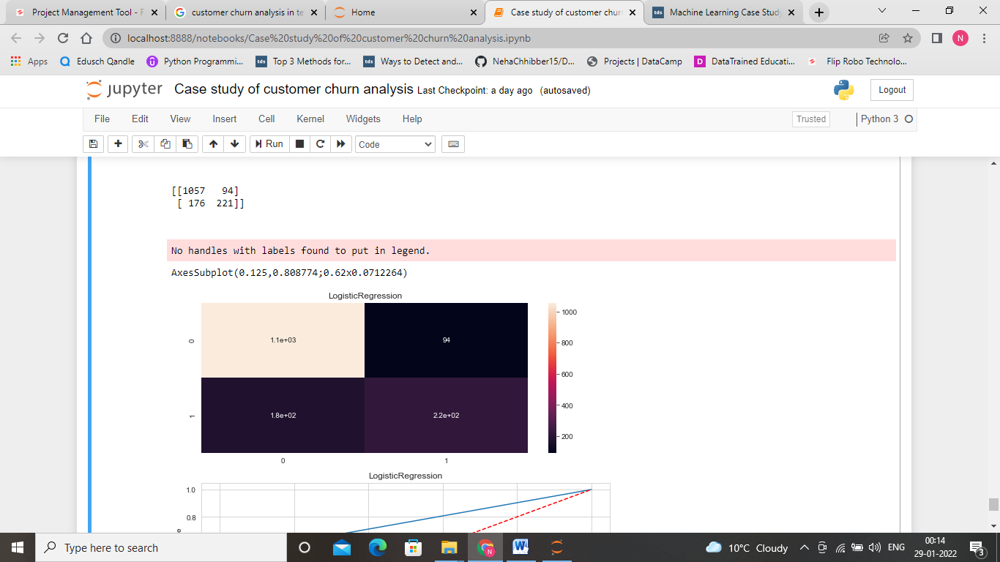 Project Management Tool - F
customer churn analysis in te
Home
Case study of customer churn
Machine Learning Case Study
localhost:8888/notebooks/Case%20study%20of%20customer%20churn%20analysis.ipynb
N
Apps
Edusch Qandle
Python Programmi...
tds Top 3 Methods for...
tds Ways to Detect and...
NehaChhibber15/D...
Projects | DataCamp
D DataTrained Educati...
Flip Robo Technolo...
jupyter Case study of customer churn analysis Last Checkpoint: a day ago (autosaved)
Logout
File Edit View Insert Cell Kernel Widgets Help
Trusted
Python 3
Run
Code
[[1057 94]
[ 176 221]]
No handles with labels found to put in legend.
AxesSubplot(0.125,0.808774;0.62x0.0712264)
LogisticRegression
0
1.1e+03
94
1
1.8e+02
2.2e+02
0
1
1000
800
600
400
200
LogisticRegression
1.0
0.8
Type here to search
10°C Cloudy
ENG
00:14
29-01-2022
3